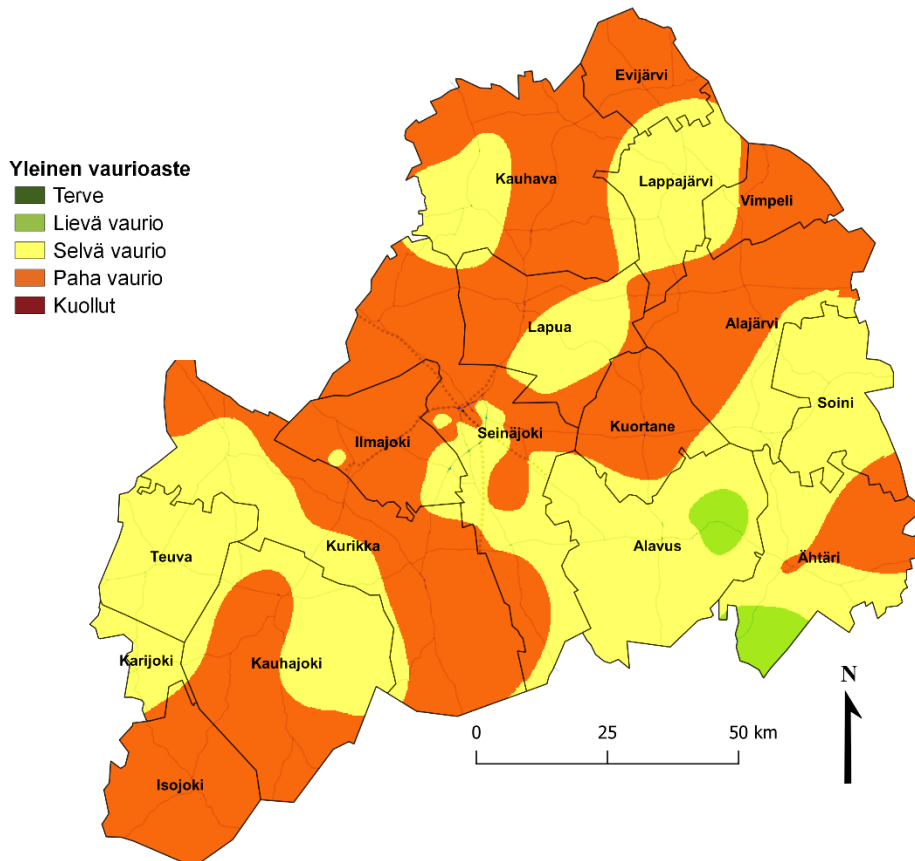 Evijärvi
Yleinen vaurioaste
Terve
Lievä vaurio
Selvä vaurio
Paha vaurio
Kuollut
Kauhava
Lappajärvi
Vimpeli
Lapua
Alajärvi
Soini
Ilmajoki
Seinäjoki
Kuortane
Teuva
Kurikka
Alavus
Ähtäri
Karijoki
Kauhajoki
Isojoki
N
0 25 50 km